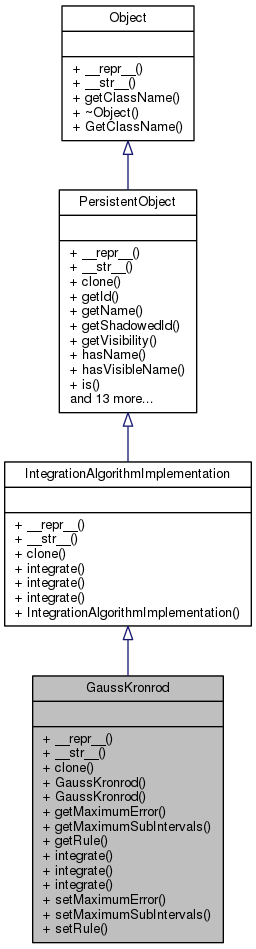 Object
+ __repr__()
+ __str__()
+ getClassName()
+ ~Object()
+ GetClassName()
PersistentObject
+ __repr__()
+ __str__()
+ clone()
+ getId()
+ getName()
+ getShadowedId()
+ getVisibility()
+ hasName()
+ hasVisibleName()
+ is()
and 13 more...
IntegrationAlgorithmImplementation
+ __repr__()
+ __str__()
+ clone()
+ integrate()
+ integrate()
+ integrate()
+ IntegrationAlgorithmImplementation()
GaussKronrod
+ __repr__()
+ __str__()
+ clone()
+ GaussKronrod()
+ GaussKronrod()
+ getMaximumError()
+ getMaximumSubIntervals()
+ getRule()
+ integrate()
+ integrate()
+ integrate()
+ setMaximumError()
+ setMaximumSubIntervals()
+ setRule()